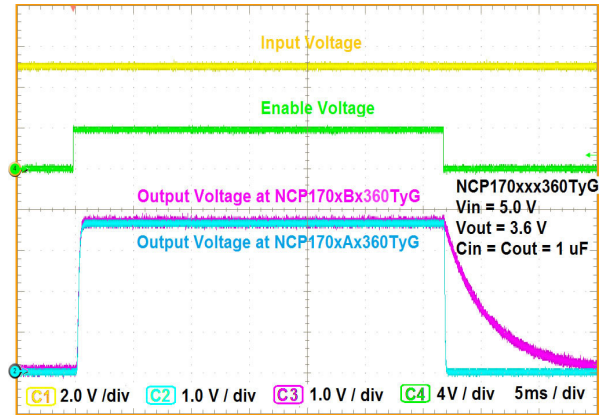 Input Voltage
Enable Voltage
Output Voltage at NCP170xBx360TyG
Output Voltage at NCP170xAx360TyG
NCP170xxx360TyG
Vin = 5.0 V
Vout = 3.6 V
Cin = Cout = 1 uF
C1 2.0 V / div C2 1.0 V / div C3 1.0 V / div C4 4V / div 5ms / div